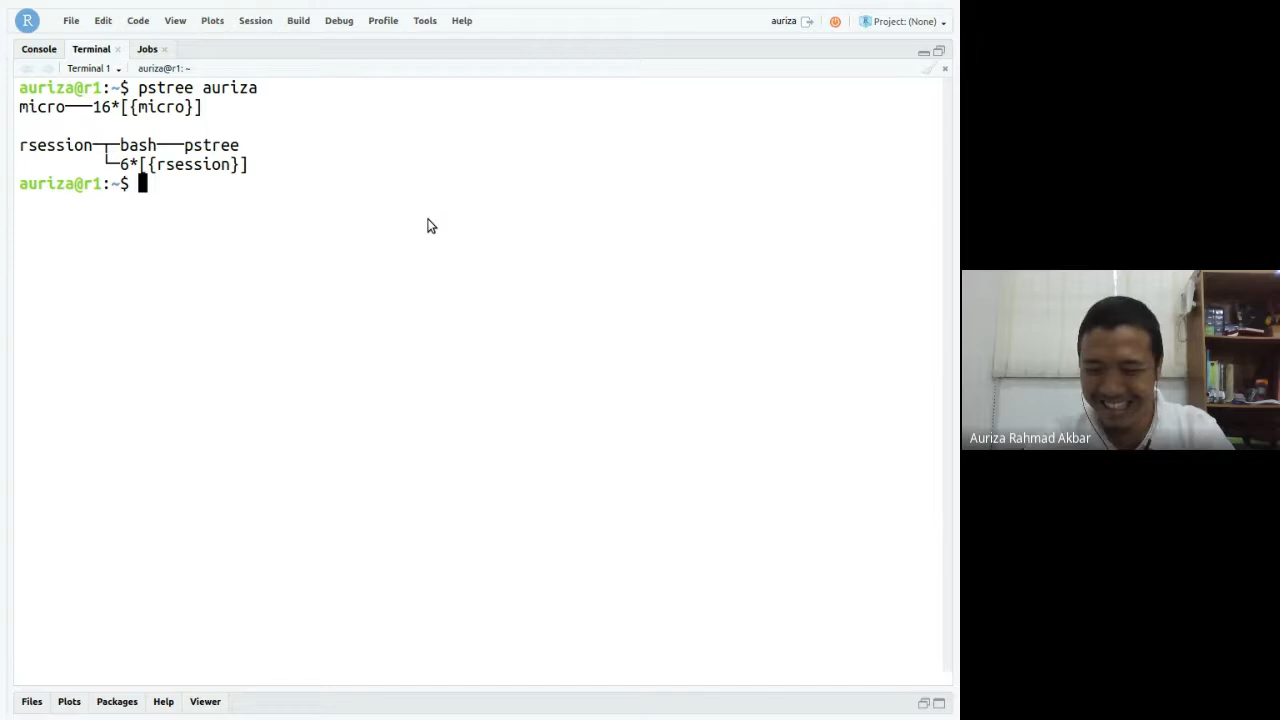 R File Edit Code View Plots Session Build Debug Profile Tools Help auriza Project: (None)
Console Terminal Jobs
Terminal 1 auriza@r1: ~
auriza@r1:~$ pstree auriza
micro───16*[{micro}]
rsession─┬─bash───pstree
└─6*[{rsession}]
auriza@r1:~$
Auriza Rahmad Akbar
Files Plots Packages Help Viewer